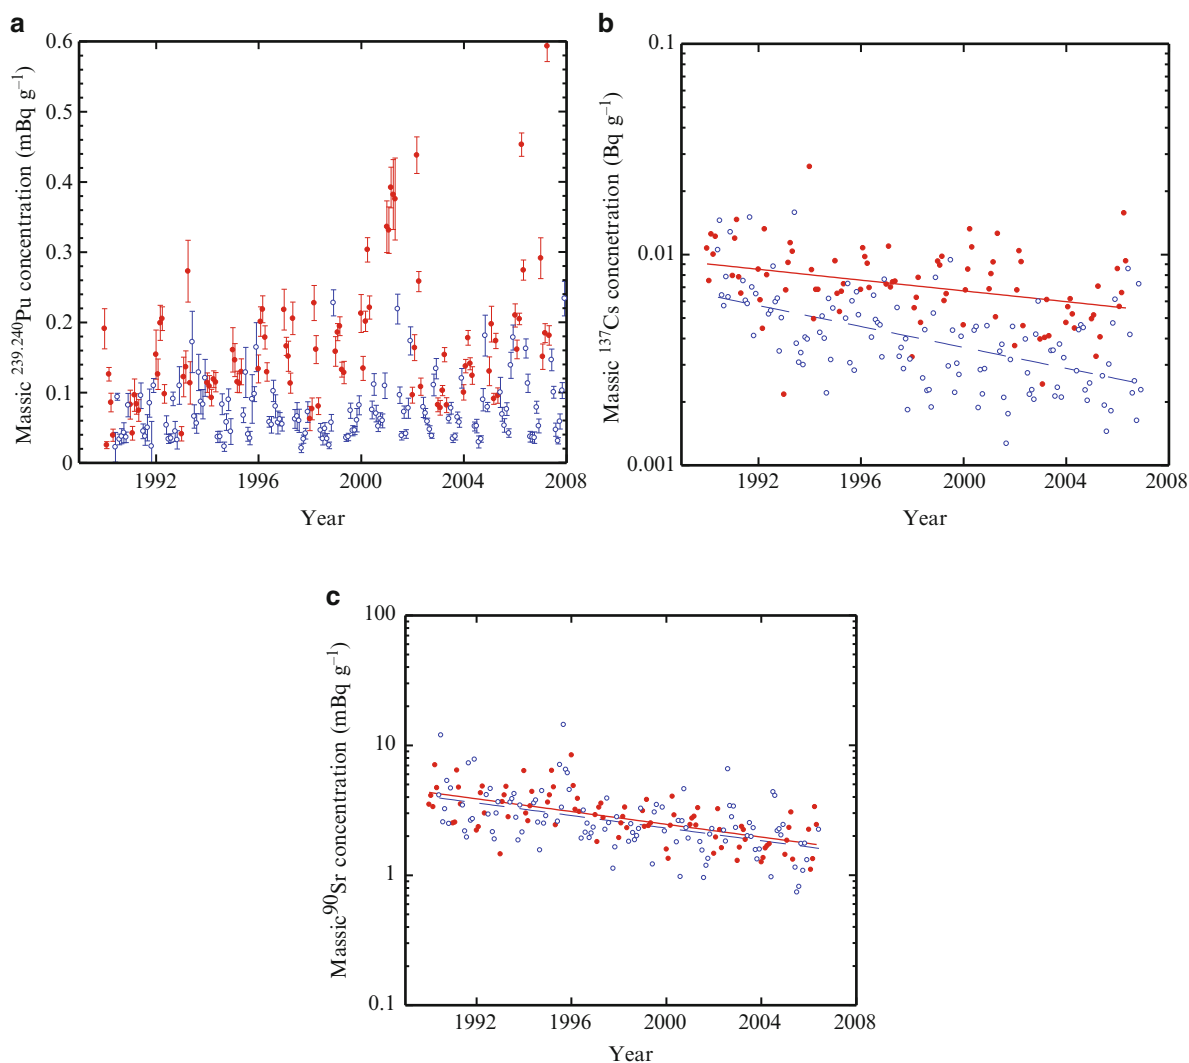 a
0.6
0.5
0.4
0.3
0.2
0.1
0
Massic 239.240Pu concentration (mBq g−1)
1992 1996 2000 2004 2008
Year
b
0.1
0.01
0.001
Massic 137Cs concnetration (Bq g−1)
1992 1996 2000 2004 2008
Year
c
100
10
1
0.1
Massic90Sr concentration (mBq g−1)
1992 1996 2000 2004 2008
Year